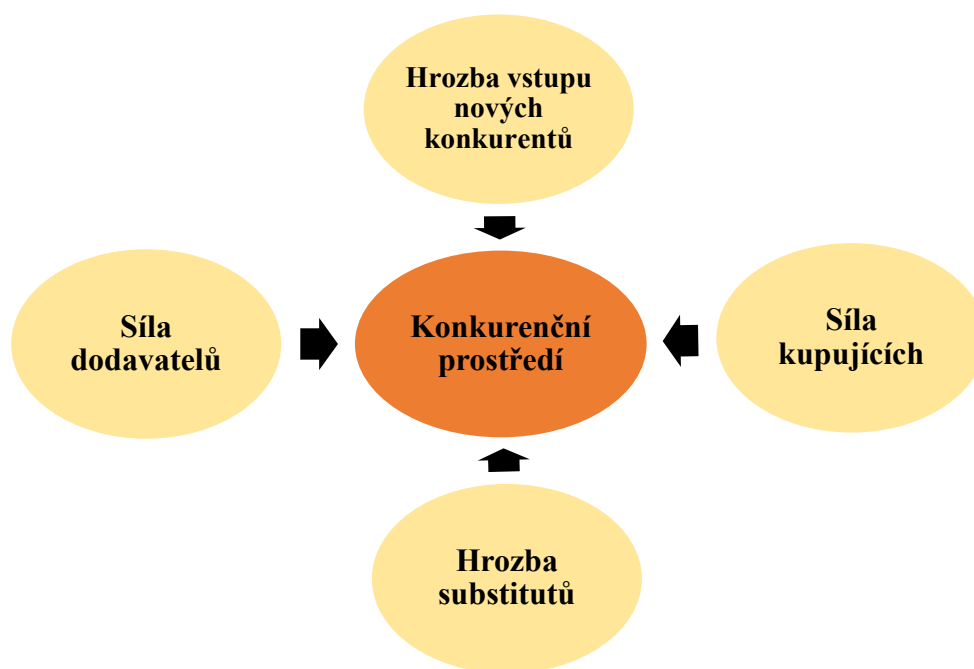 Hrozba vstupu
nových
konkurentů
Síla
dodavatelů
Konkurenční
prostředí
Síla
kupujících
Hrozba
substitutů